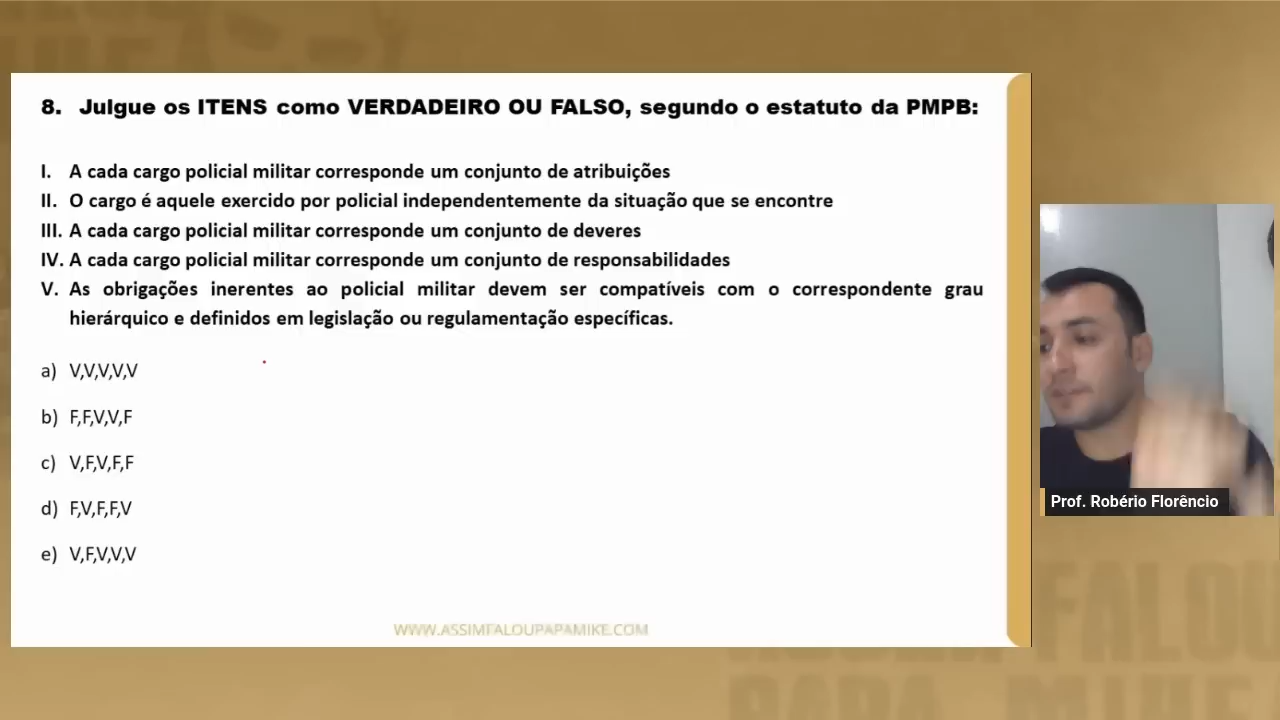 8. Julgue os ITENS como VERDADEIRO OU FALSO, segundo o estatuto da PMPB:
I. A cada cargo policial militar corresponde um conjunto de atribuições
II. O cargo é aquele exercido por policial independentemente da situação que se encontre
III. A cada cargo policial militar corresponde um conjunto de deveres
IV. A cada cargo policial militar corresponde um conjunto de responsabilidades
V. As obrigações inerentes ao policial militar devem ser compatíveis com o correspondente grau
hierárquico e definidos em legislação ou regulamentação específicas.
a) V,V,V,V,V
b) F,F,V,V,F
c) V,F,V,F,F
d) F,V,F,F,V
e) V,F,V,V,V
WWW.ASSIMFALOUPAPAMIKE.COM
Prof. Robério Florêncio
FALOU